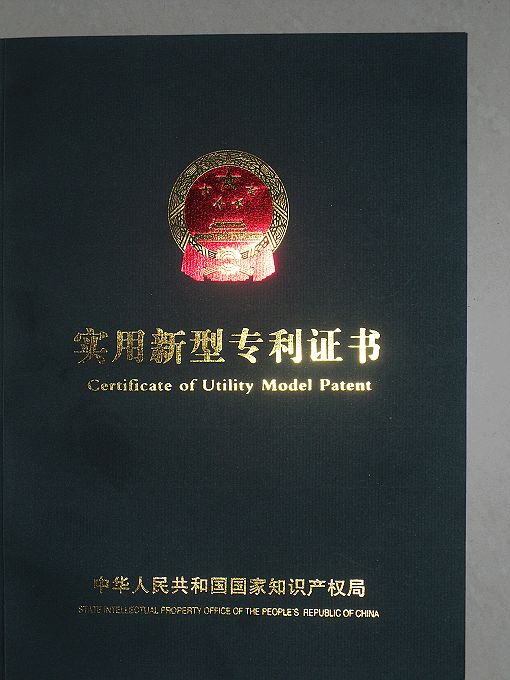 实用新型专利证书
Certificate of Utility Model Patent
中华人民共和国国家知识产权局
STATE INTELLECTUAL PROPERTY OFFICE OF THE PEOPLE'S REPUBLIC OF CHINA